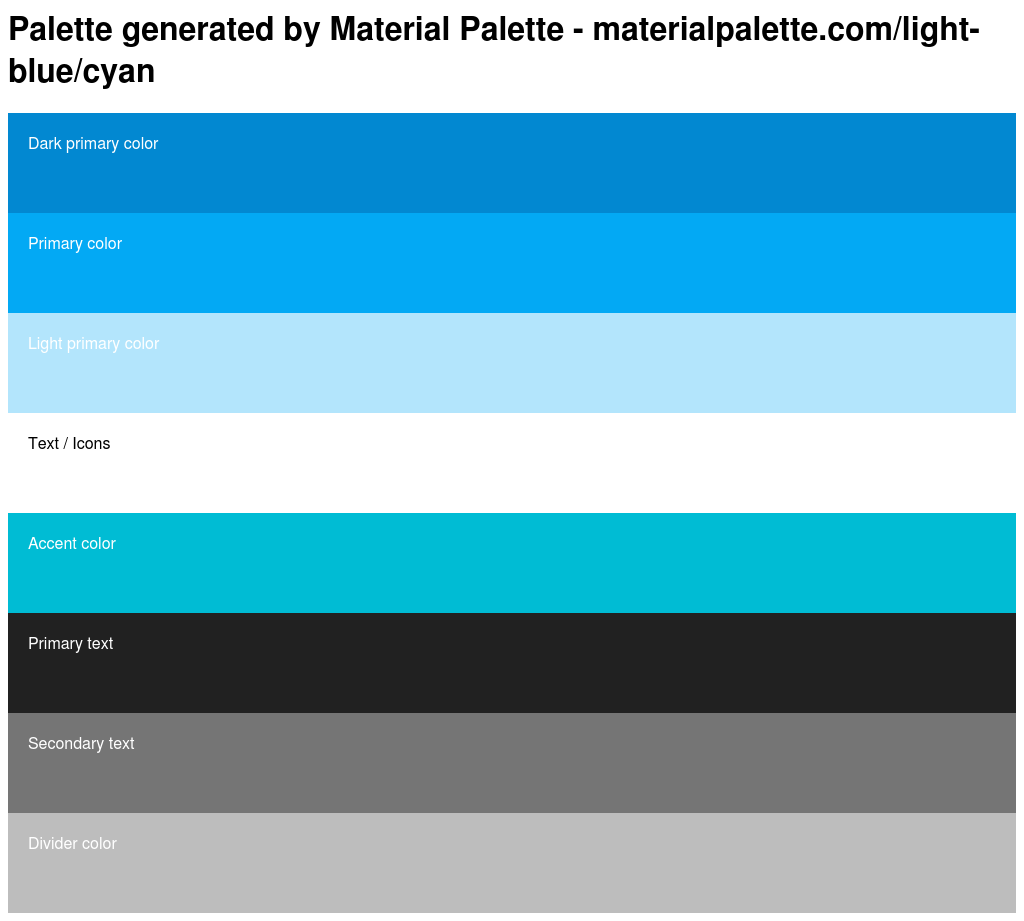 Palette generated by Material Palette - materialpalette.com/light-
blue/cyan
Dark primary color
Primary color
Light primary color
Text / Icons
Accent color
Primary text
Secondary text
Divider color